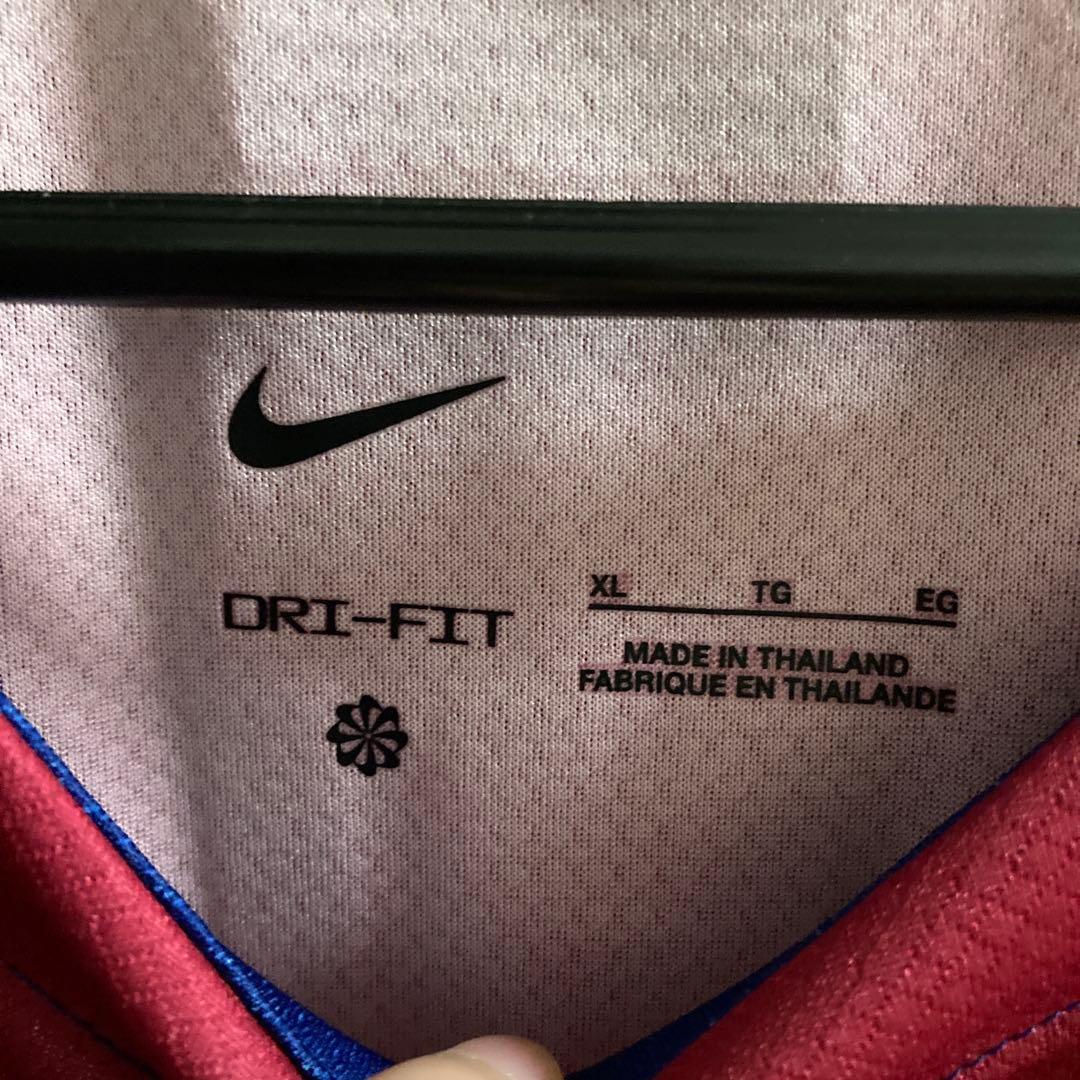 DRI-FIT
XL TG EG
MADE IN THAILAND
FABRIQUE EN THAILANDE